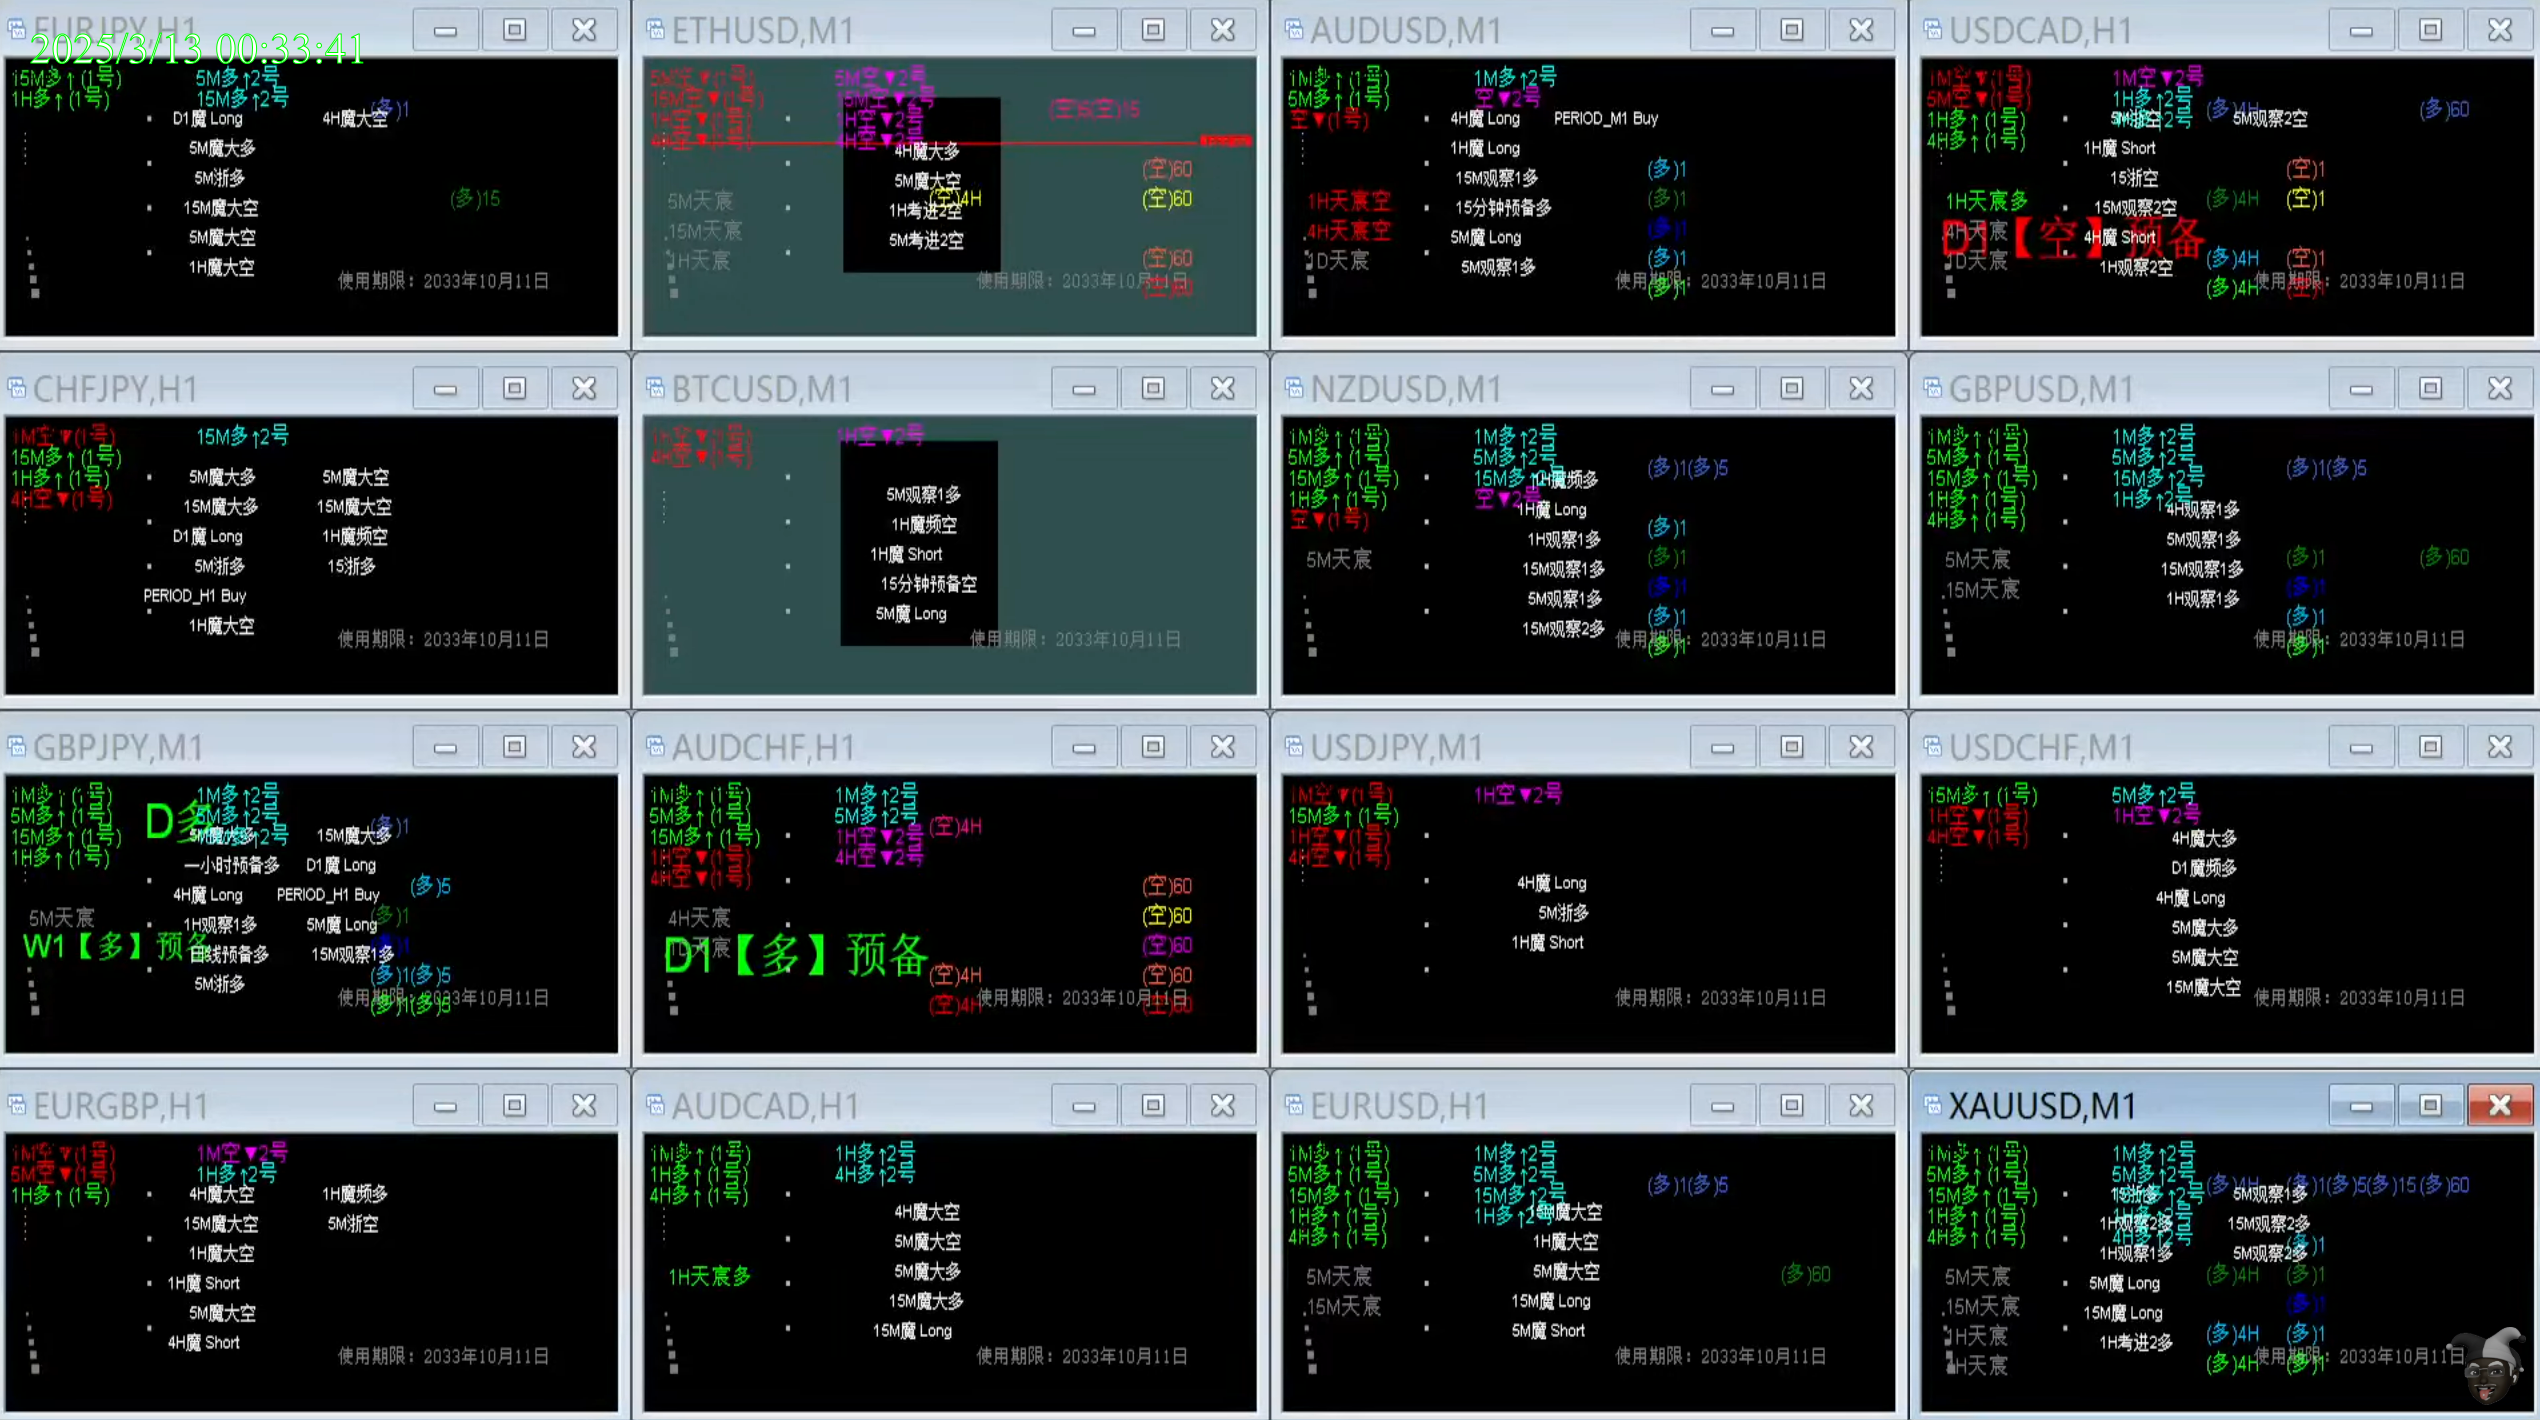 EURJPY,H1
2025/3/13 00:33:41
15M多↑(1号) 5M多↑2号
1H多↑(1号) 15M多↑2号 (多)1
D1魔 Long 4H魔大空
5M魔大多
5M浙多
15M魔大空 (多)15
5M魔大空
1H魔大空
使用期限：2033年10月11日
ETHUSD,M1
5M空▼(1号) 5M空▼2号
15M空▼(1号) 15M空▼2号
1H空▼(1号) 1H空▼2号
4H空▼(1号) 4H空▼2号
4H魔大多
(空)60
5M魔大空
5M天宸 (空)4H (空)60
1H考进2空
15M天宸
5M考进2空
1H天宸 (空)60
使用期限：2033年10月11日
(空)60
AUDUSD,M1
1M多↑(1号) 1M多↑2号
5M多↑(1号) 空▼2号
空▼(1号) 4H魔 Long PERIOD_M1 Buy
1H魔 Long
15M观察1多 (多)1
1H天宸空 15分钟预备多 (多)1
4H天宸空 5M魔 Long (多)1
1D天宸 5M观察1多 (多)1
使用期限：2033年10月11日
(多)1
USDCAD,H1
1M空▼(1号) 1M空▼2号
5M空▼(1号) 1H多↑2号 (多)4H (多)60
1H多↑(1号) 5M浙空 5M观察2空
4H多↑(1号) 4H多↑2号
1H魔 Short
15浙空 (空)1
1H天宸多 15M观察2空 (多)4H (空)1
4H天宸 4H魔 Short
D1【空】预备
1D天宸 1H观察2空 (多)4H (空)1
使用期限：2033年10月11日
(多)4H (空)1
CHFJPY,H1
1M空▼(1号) 15M多↑2号
15M多↑(1号)
1H多↑(1号) 5M魔大多 5M魔大空
4H空▼(1号) 15M魔大多 15M魔大空
D1魔 Long 1H魔频空
5M浙多 15浙多
PERIOD_H1 Buy
1H魔大空
使用期限：2033年10月11日
BTCUSD,M1
1H空▼(1号) 1H空▼2号
4H空▼(1号)
5M观察1多
1H魔频空
1H魔 Short
15分钟预备空
5M魔 Long
使用期限：2033年10月11日
NZDUSD,M1
1M多↑(1号) 1M多↑2号
5M多↑(1号) 5M多↑2号 (多)1(多)5
15M多↑(1号) 15M多↑2号 1H魔频多
1H多↑(1号) 空▼2号
空▼(1号) 1H魔 Long
1H观察1多 (多)1
5M天宸 15M观察1多 (多)1
5M观察1多 (多)1
15M观察2多 (多)1
使用期限：2033年10月11日
(多)1
GBPUSD,M1
1M多↑(1号) 1M多↑2号
5M多↑(1号) 5M多↑2号 (多)1(多)5
15M多↑(1号) 15M多↑2号
1H多↑(1号) 1H多↑2号
4H多↑(1号) 4H观察1多
5M观察1多
5M天宸 15M观察1多 (多)1 (多)60
15M天宸 1H观察1多 (多)1
(多)1
使用期限：2033年10月11日
(多)1
GBPJPY,M1
1M多↑(1号) 1M多↑2号
5M多↑(1号) D多 5M多↑2号 (多)1
15M多↑(1号) 15M多↑2号 5M魔大多 15M魔大多
1H多↑(1号) 一小时预备多 D1魔 Long
4H魔 Long PERIOD_H1 Buy (多)5
5M天宸 1H观察1多 5M魔 Long (多)1
W1【多】预备 日线预备多 15M观察1多 (多)1
5M浙多 (多)1(多)5
使用期限：2033年10月11日
(多)1(多)5
AUDCHF,H1
1M多↑(1号) 1M多↑2号
5M多↑(1号) 5M多↑2号
15M多↑(1号) 1H空▼2号 (空)4H
1H空▼(1号) 4H空▼2号
4H空▼(1号) (空)60
4H天宸 (空)60
1D天宸 (空)60
D1【多】预备
(空)4H (空)60
使用期限：2033年10月11日
(空)4H (空)60
USDJPY,M1
1M空▼(1号) 1H空▼2号
15M多↑(1号)
1H空▼(1号)
4H空▼(1号)
4H魔 Long
5M浙多
1H魔 Short
使用期限：2033年10月11日
USDCHF,M1
15M多↑(1号) 5M多↑2号
1H空▼(1号) 1H空▼2号
4H空▼(1号) 4H魔大多
D1魔频多
4H魔 Long
5M魔大多
5M魔大空
15M魔大空
使用期限：2033年10月11日
EURGBP,H1
1M空▼(1号) 1M空▼2号
5M空▼(1号) 1H多↑2号
1H多↑(1号) 4H魔大空 1H魔频多
15M魔大空 5M浙空
1H魔大空
1H魔 Short
5M魔大空
4H魔 Short
使用期限：2033年10月11日
AUDCAD,H1
1M多↑(1号) 1H多↑2号
1H多↑(1号) 4H多↑2号
4H多↑(1号)
4H魔大空
5M魔大空
1H天宸多 5M魔大多
15M魔大多
15M魔 Long
使用期限：2033年10月11日
EURUSD,H1
1M多↑(1号) 1M多↑2号
5M多↑(1号) 5M多↑2号 (多)1(多)5
15M多↑(1号) 15M多↑2号
1H多↑(1号) 1H多↑2号 15M魔大空
4H多↑(1号) 1H魔大空
5M天宸 5M魔大空 (多)60
15M天宸 15M魔 Long
5M魔 Short
使用期限：2033年10月11日
XAUUSD,M1
1M多↑(1号) 1M多↑2号
5M多↑(1号) 5M多↑2号 (多)4H (多)1(多)5(多)15(多)60
15M多↑(1号) 15M多↑2号 15浙多 5M观察1多
1H多↑(1号) 1H多↑2号 1H观察2多 15M观察2多
4H多↑(1号) 4H多↑2号 (多)1
1H观察1多 5M观察2多
5M天宸 5M魔 Long (多)4H (多)1
15M天宸 15M魔 Long (多)1
1H天宸 1H考进2多 (多)4H (多)1
使用期限：2033年10月11日
4H天宸 (多)4H (多)1